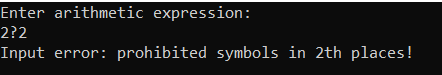 Enter arithmetic expression:
2?2
Input error: prohibited symbols in 2th places!